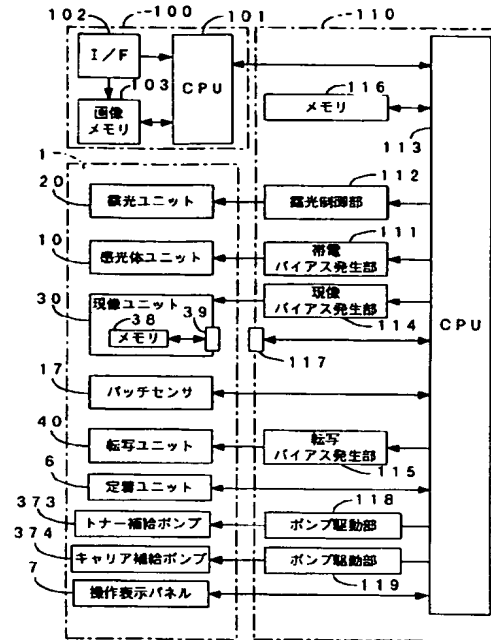 102
100
101
110
I/F
CPU
103
画像
メモリ
メモリ
116
113
1
20
露光ユニット
露光制御部
112
10
感光体ユニット
帯電
バイアス発生部
111
30
現像ユニット
38
39
メモリ
現像
バイアス発生部
114
CPU
117
17
パッチセンサ
40
転写ユニット
転写
バイアス発生部
115
6
定着ユニット
118
373
トナー補給ポンプ
ポンプ駆動部
374
キャリア補給ポンプ
ポンプ駆動部
7
操作表示パネル
119